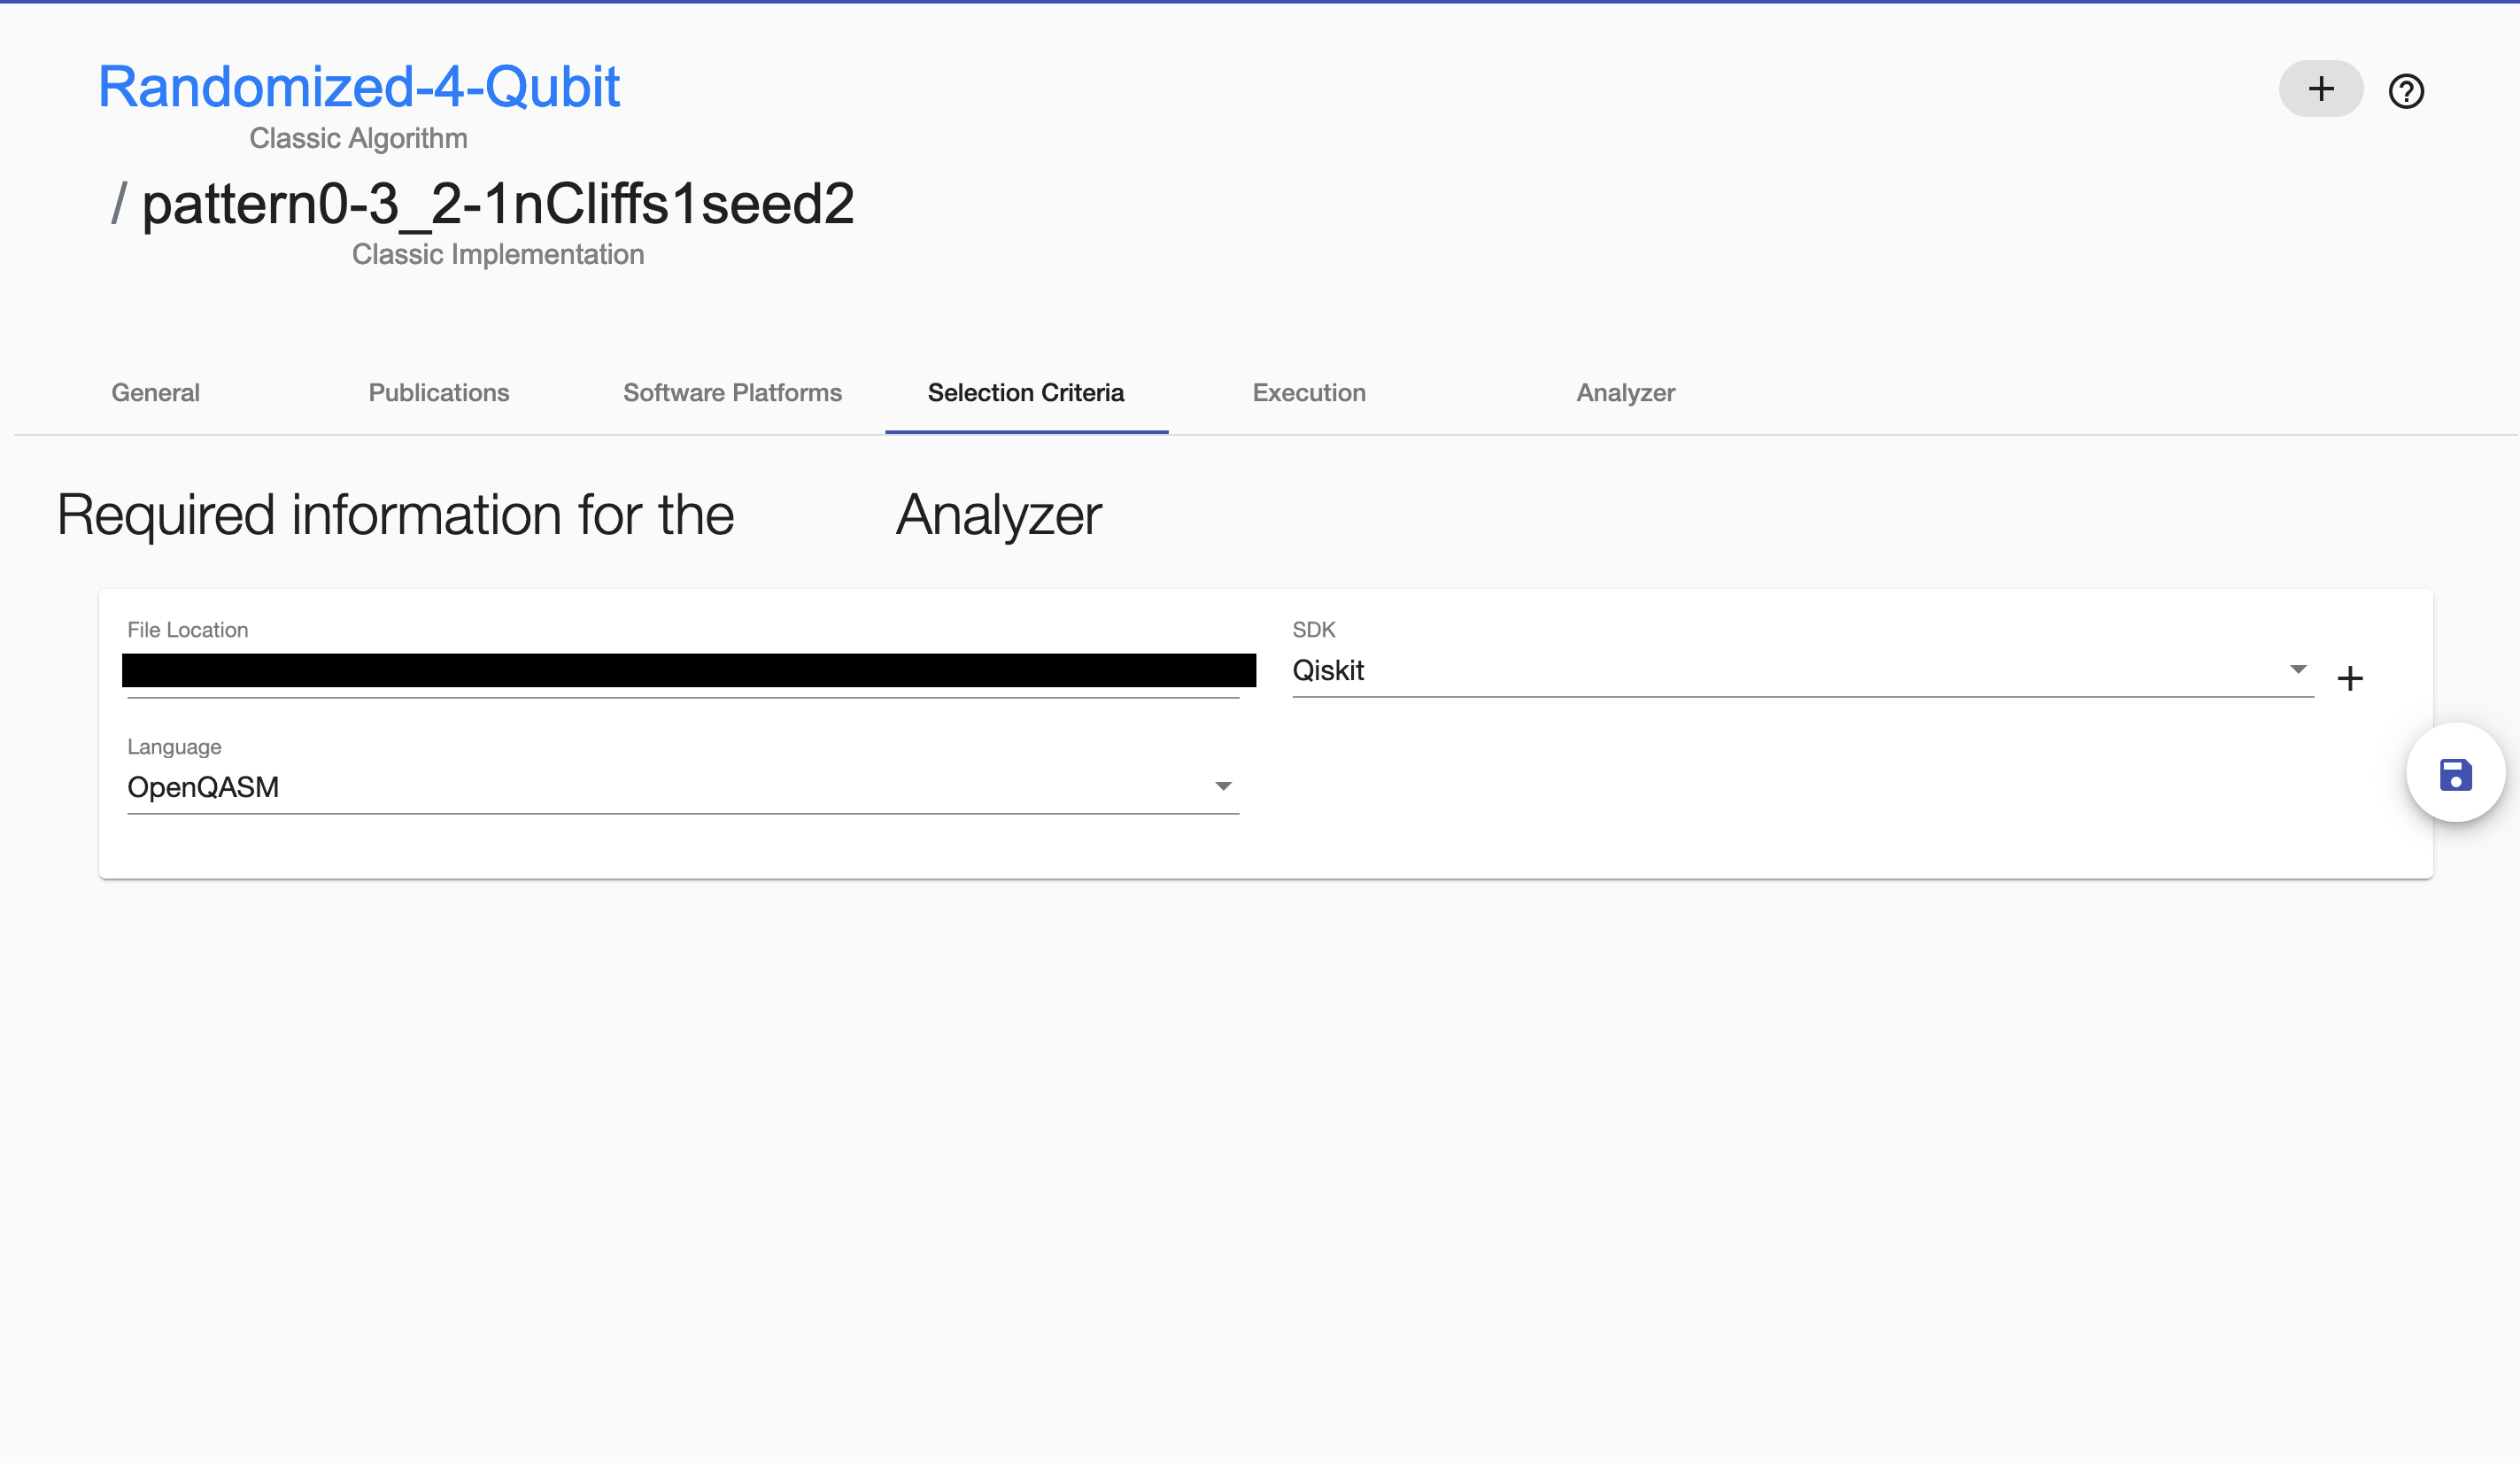 Randomized-4-Qubit
Classic Algorithm
/ pattern0-3_2-1nCliffs1seed2
Classic Implementation
General Publications Software Platforms Selection Criteria Execution Analyzer
Required information for the Analyzer
File Location
SDK
Qiskit
Language
OpenQASM